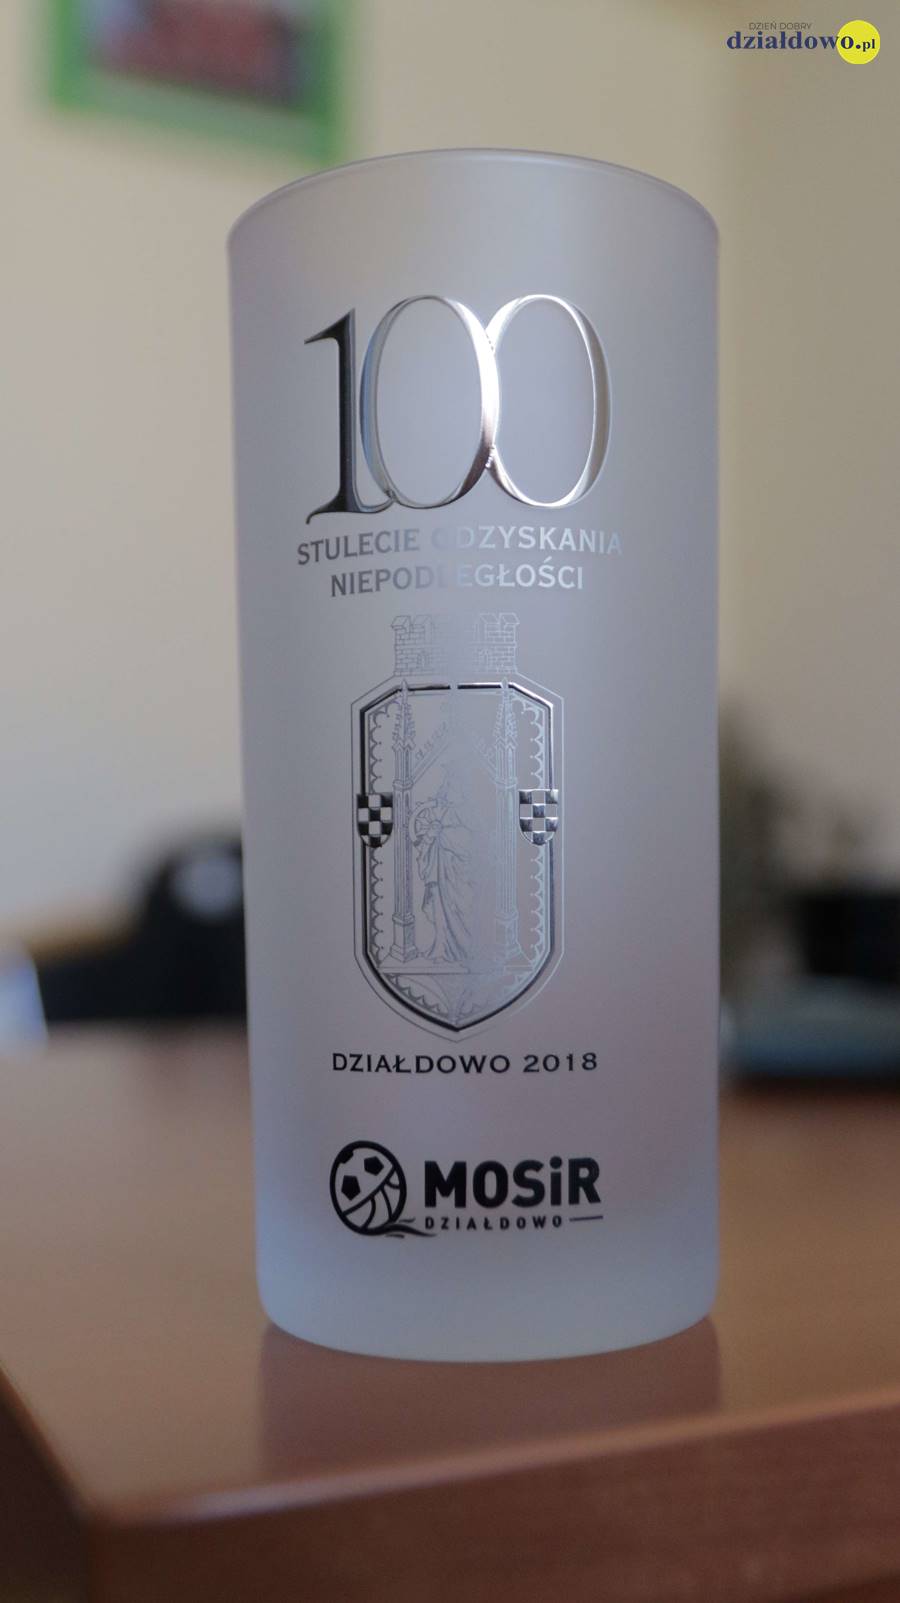 DZIEŃ DOBRY
działdowo.pl
100
STULECIE ODZYSKANIA
NIEPODLEGŁOŚCI
DZIAŁDOWO 2018
MOSiR
DZIAŁDOWO